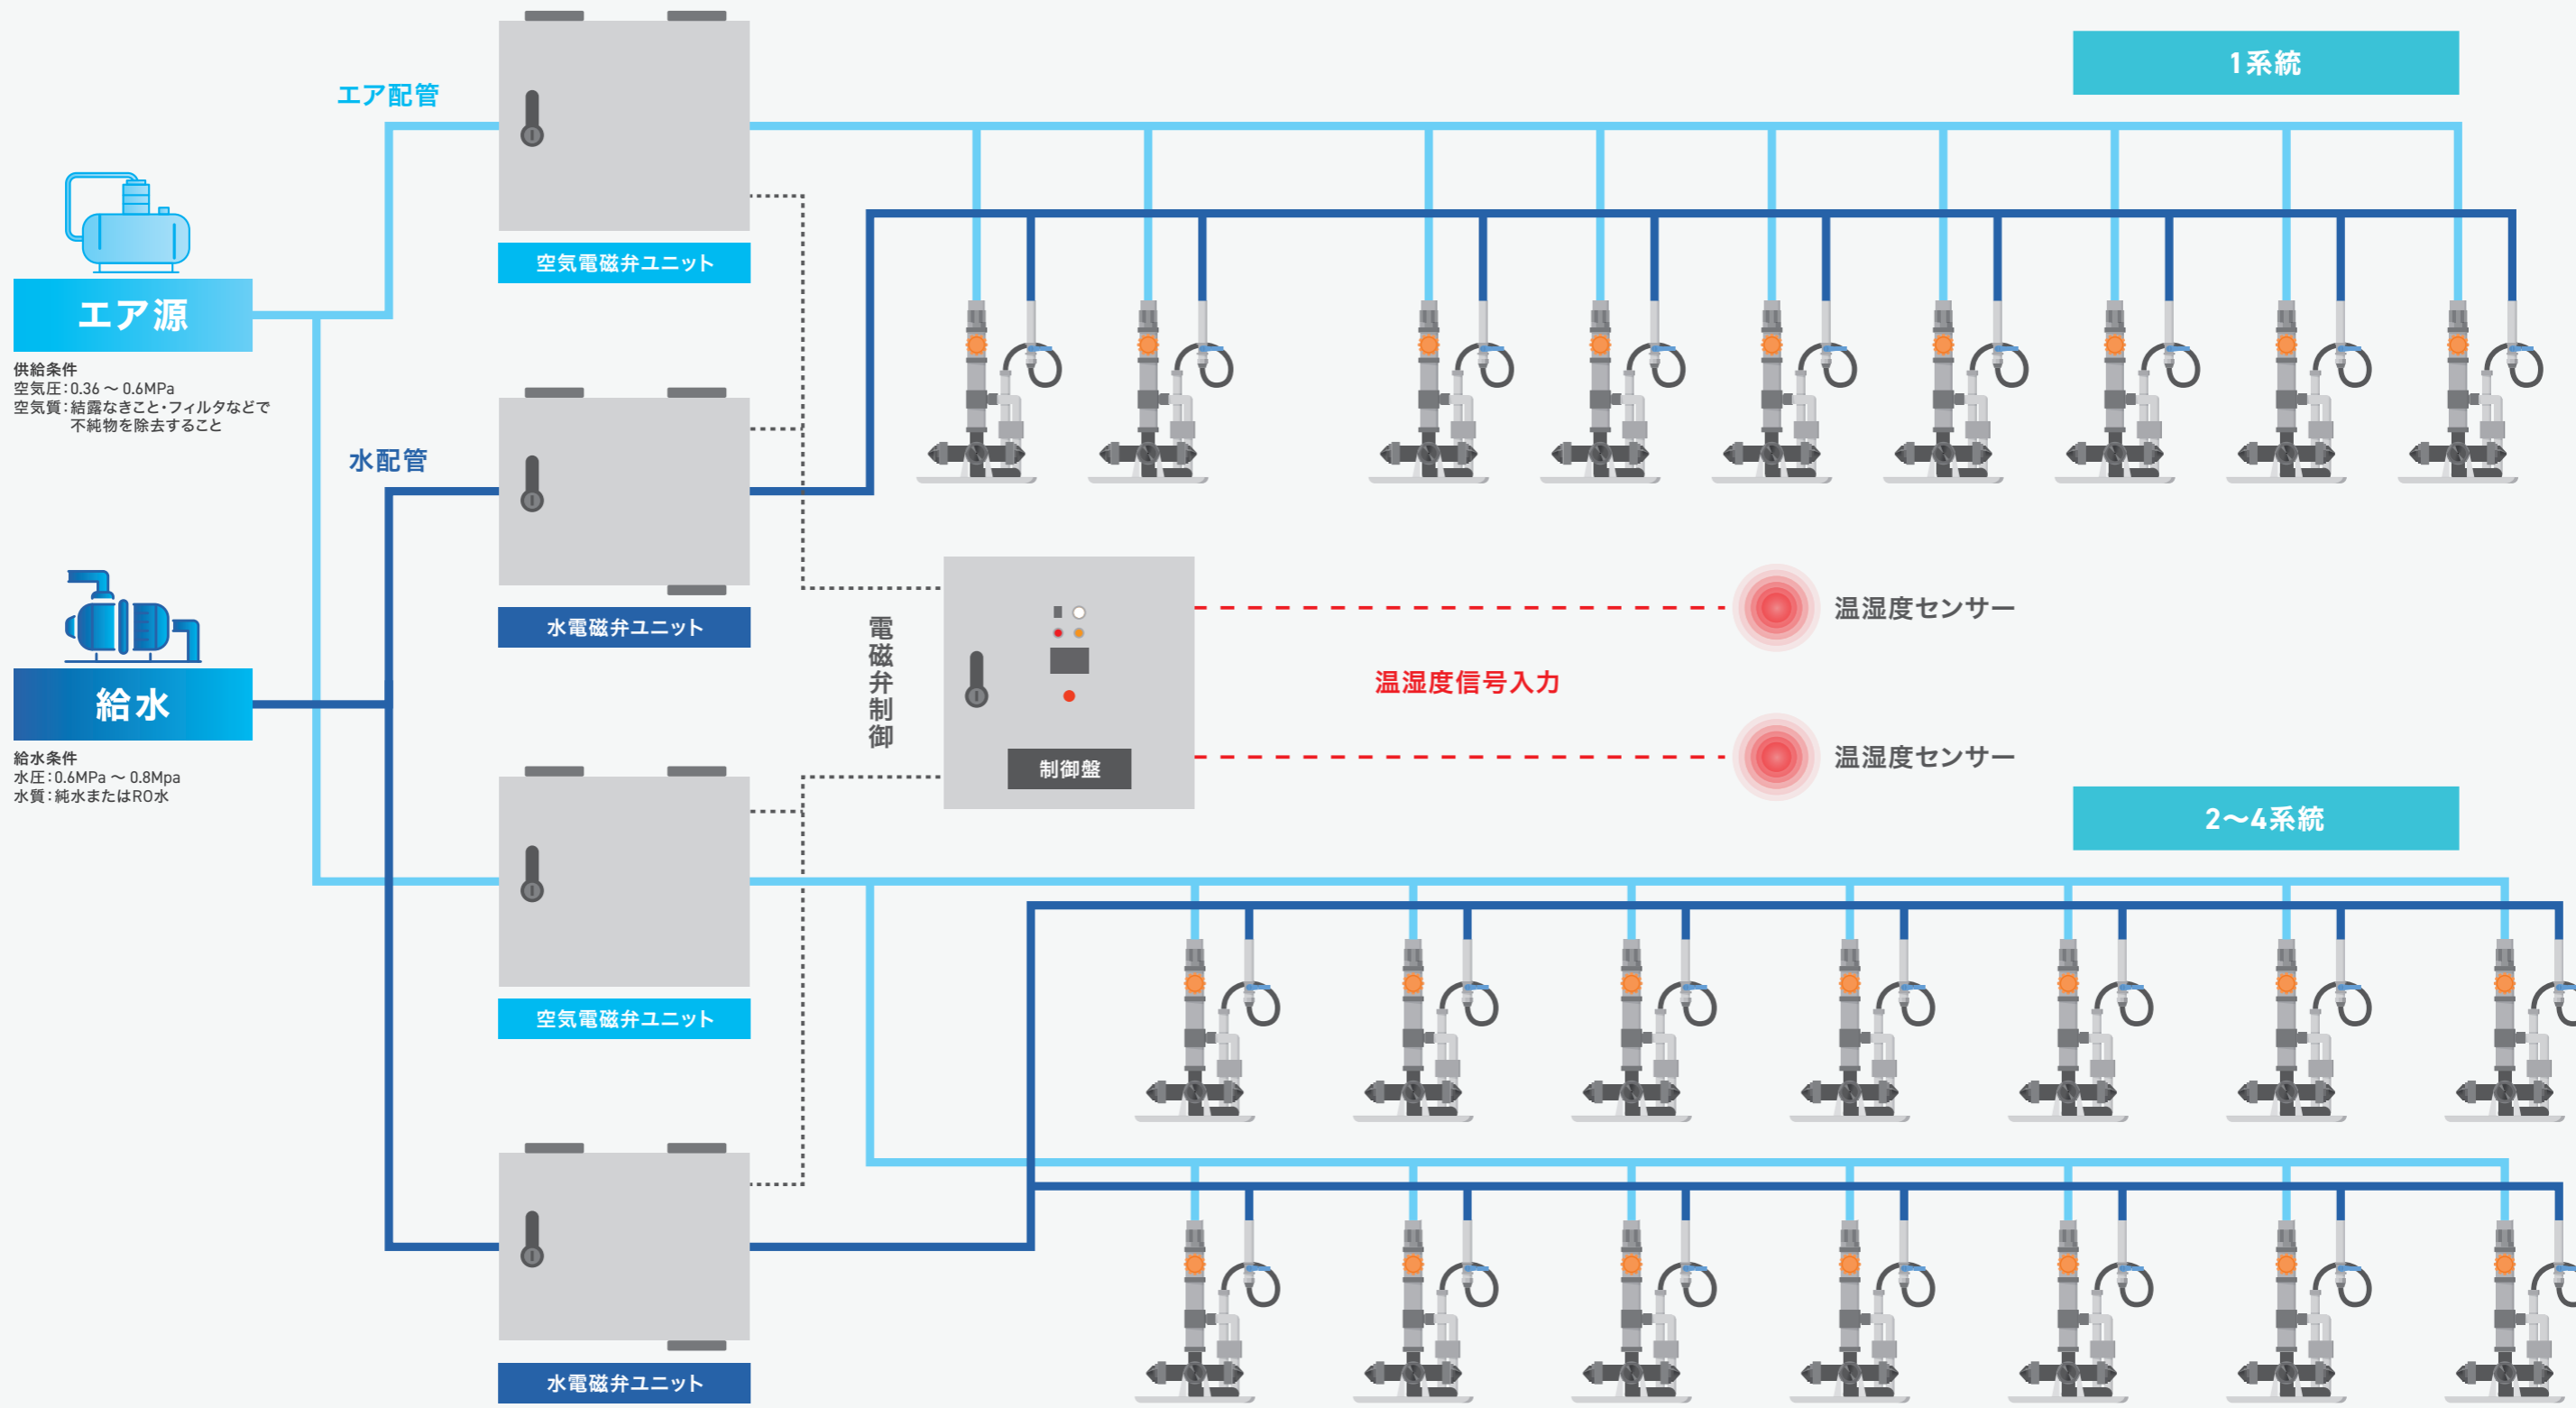 1系統
エア配管
空気電磁弁ユニット
エア源
供給条件
空気圧：0.36 ～ 0.6MPa
空気質：結露なきこと・フィルタなどで
不純物を除去すること
水配管
水電磁弁ユニット
給水
給水条件
水圧：0.6MPa ～ 0.8Mpa
水質：純水またはRO水
電磁弁制御
制御盤
温湿度センサー
温湿度信号入力
温湿度センサー
2～4系統
空気電磁弁ユニット
水電磁弁ユニット